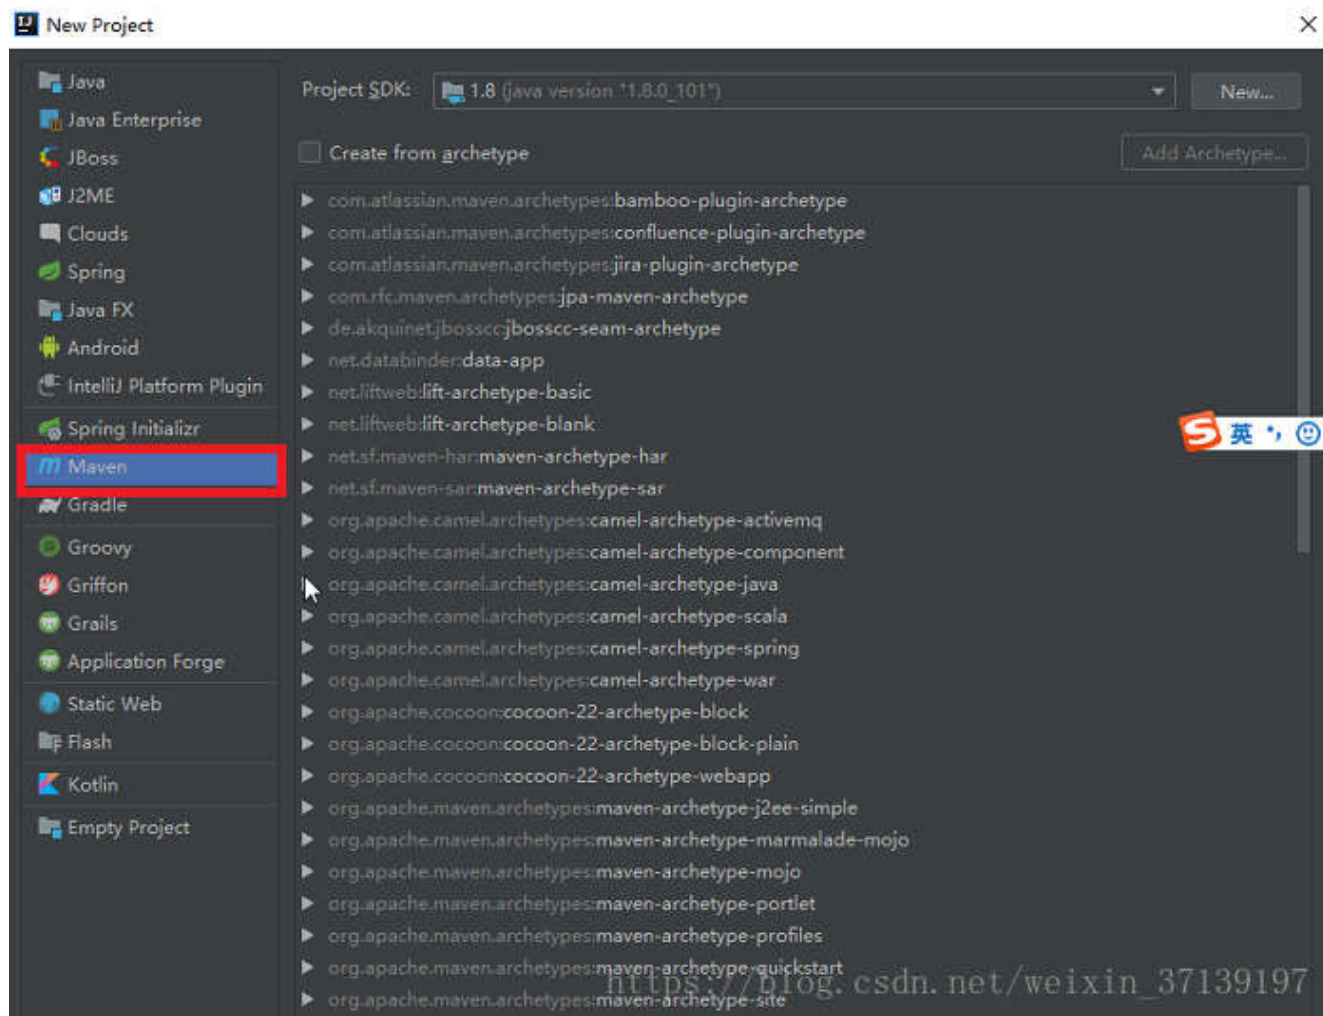 New Project
Java
Java Enterprise
JBoss
J2ME
Clouds
Spring
Java FX
Android
IntelliJ Platform Plugin
Spring Initializr
Maven
Gradle
Groovy
Griffon
Grails
Application Forge
Static Web
Flash
Kotlin
Empty Project
Project SDK: 1.8 (java version "1.8.0_101") New...
Create from archetype Add Archetype...
com.atlassian.maven.archetypes:bamboo-plugin-archetype
com.atlassian.maven.archetypes:confluence-plugin-archetype
com.atlassian.maven.archetypes:jira-plugin-archetype
com.rfc.maven.archetypes:jpa-maven-archetype
de.akquinet.jbosscc:jbosscc-seam-archetype
net.databinder:data-app
net.liftweb:lift-archetype-basic
net.liftweb:lift-archetype-blank
net.sf.maven-har:maven-archetype-har
net.sf.maven-sar:maven-archetype-sar
org.apache.camel.archetypes:camel-archetype-activemq
org.apache.camel.archetypes:camel-archetype-component
org.apache.camel.archetypes:camel-archetype-java
org.apache.camel.archetypes:camel-archetype-scala
org.apache.camel.archetypes:camel-archetype-spring
org.apache.camel.archetypes:camel-archetype-war
org.apache.cocoon:cocoon-22-archetype-block
org.apache.cocoon:cocoon-22-archetype-block-plain
org.apache.cocoon:cocoon-22-archetype-webapp
org.apache.maven.archetypes:maven-archetype-j2ee-simple
org.apache.maven.archetypes:maven-archetype-marmalade-mojo
org.apache.maven.archetypes:maven-archetype-mojo
org.apache.maven.archetypes:maven-archetype-portlet
org.apache.maven.archetypes:maven-archetype-profiles
org.apache.maven.archetypes:maven-archetype-quickstart
org.apache.maven.archetypes:maven-archetype-site
英
https://blog.csdn.net/weixin_37139197